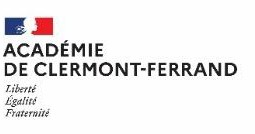 ACADÉMIE
DE CLERMONT-FERRAND
Liberté
Égalité
Fraternité